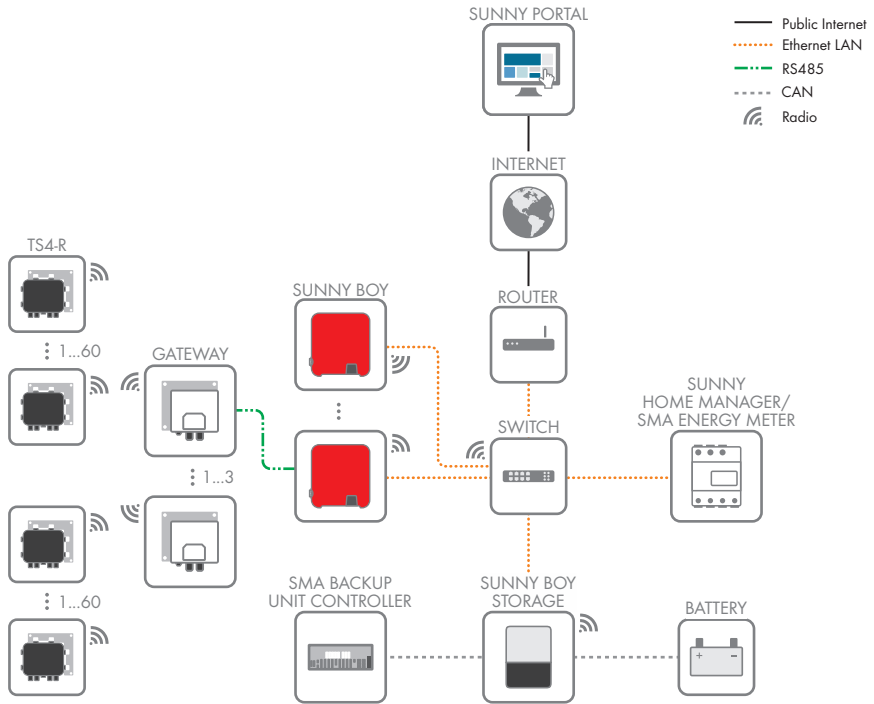 SUNNY PORTAL
Public Internet
Ethernet LAN
RS485
CAN
Radio
INTERNET
TS4-R
SUNNY BOY
ROUTER
1...60
GATEWAY
SUNNY
HOME MANAGER/
SMA ENERGY METER
SWITCH
1...3
SMA BACKUP
UNIT CONTROLLER
SUNNY BOY
STORAGE
1...60
BATTERY
+ −